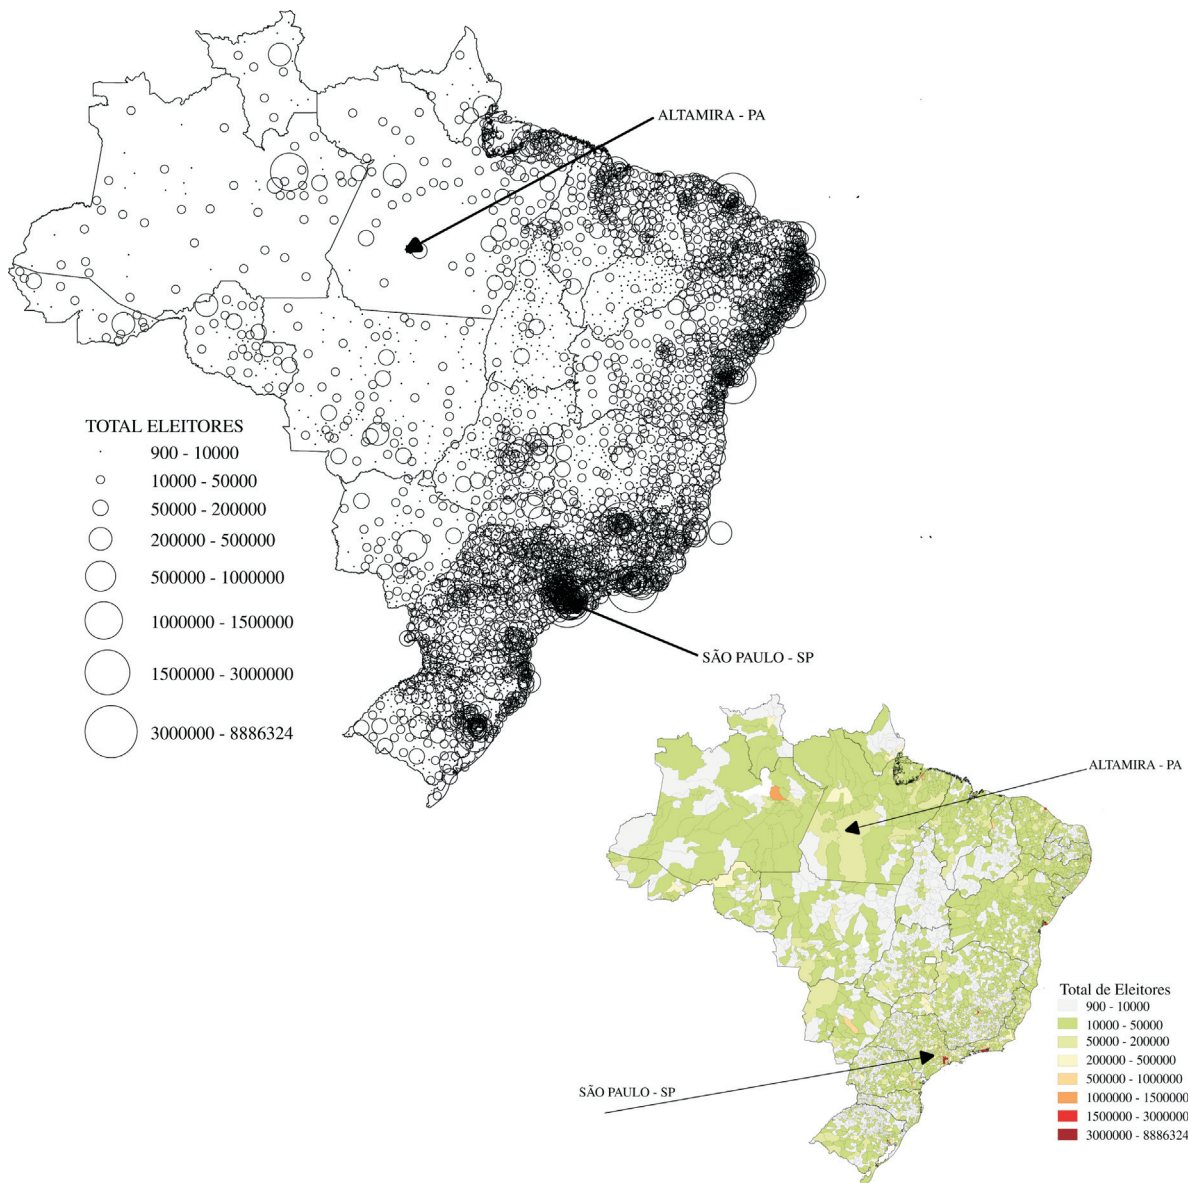 ALTAMIRA - PA
TOTAL ELEITORES
900 - 10000
10000 - 50000
50000 - 200000
200000 - 500000
500000 - 1000000
1000000 - 1500000
1500000 - 3000000
3000000 - 8886324
SÃO PAULO - SP
ALTAMIRA - PA
Total de Eleitores
900 - 10000
10000 - 50000
50000 - 200000
200000 - 500000
500000 - 1000000
1000000 - 1500000
1500000 - 3000000
3000000 - 8886324
SÃO PAULO - SP